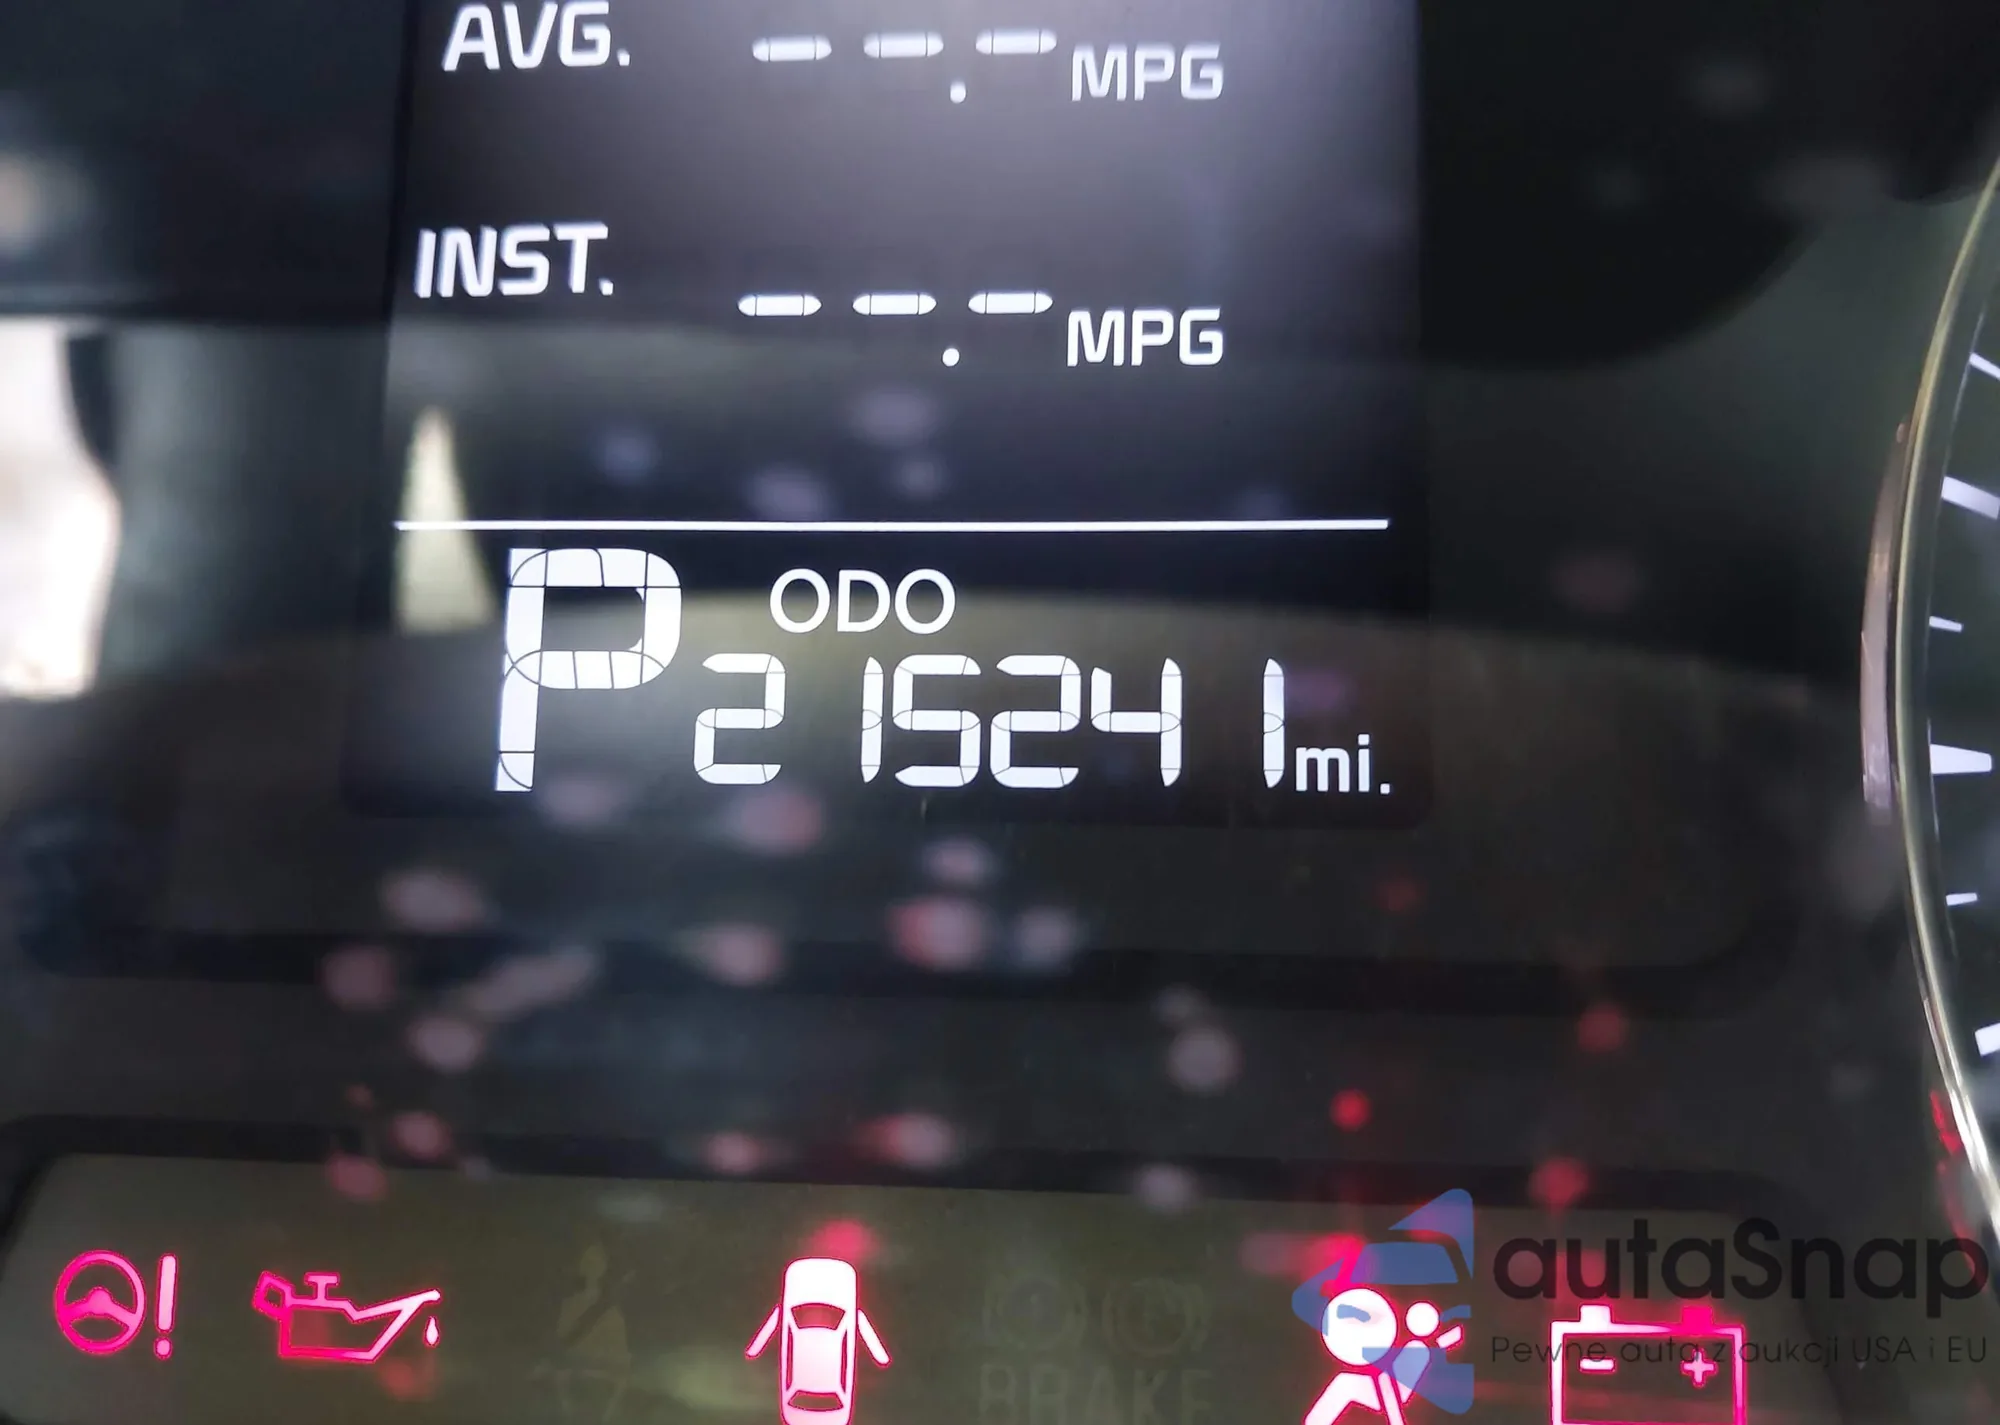 AVG. --.- MPG
INST. --.- MPG
P ODO
215241 mi.
BRAKE
autaSnap
Pewne auta z aukcji USA i EU